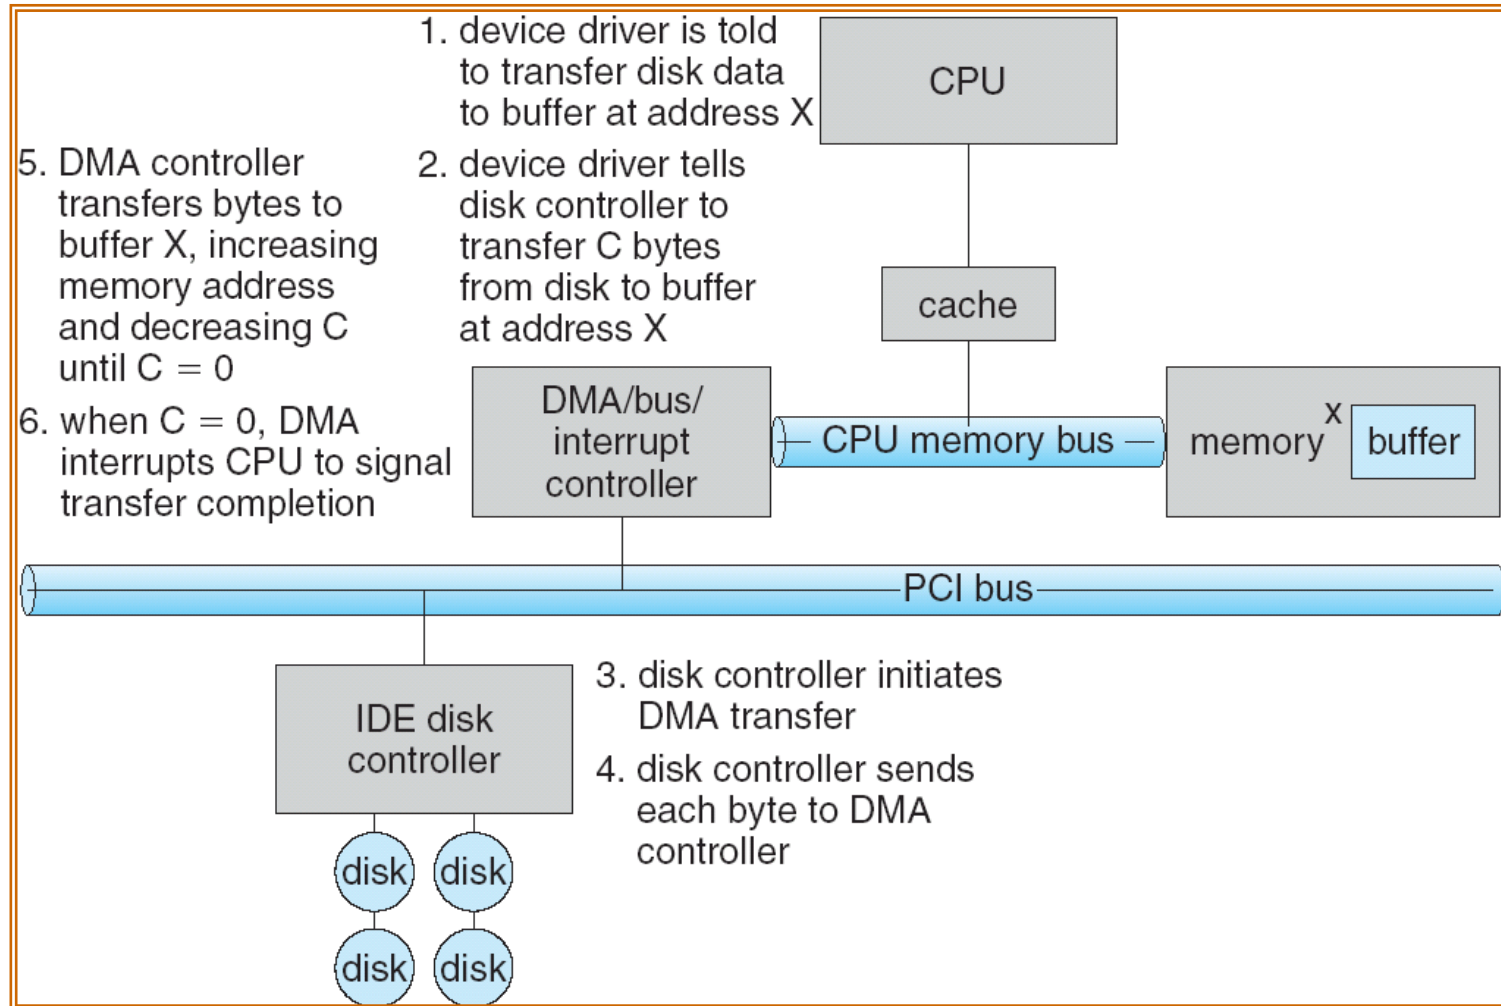 1. device driver is told
to transfer disk data
to buffer at address X
CPU
5. DMA controller
transfers bytes to
buffer X, increasing
memory address
and decreasing C
until C = 0
2. device driver tells
disk controller to
transfer C bytes
from disk to buffer
at address X
cache
6. when C = 0, DMA
interrupts CPU to signal
transfer completion
DMA/bus/
interrupt
controller
CPU memory bus
memory
x
buffer
PCI bus
IDE disk
controller
3. disk controller initiates
DMA transfer
4. disk controller sends
each byte to DMA
controller
disk
disk
disk
disk